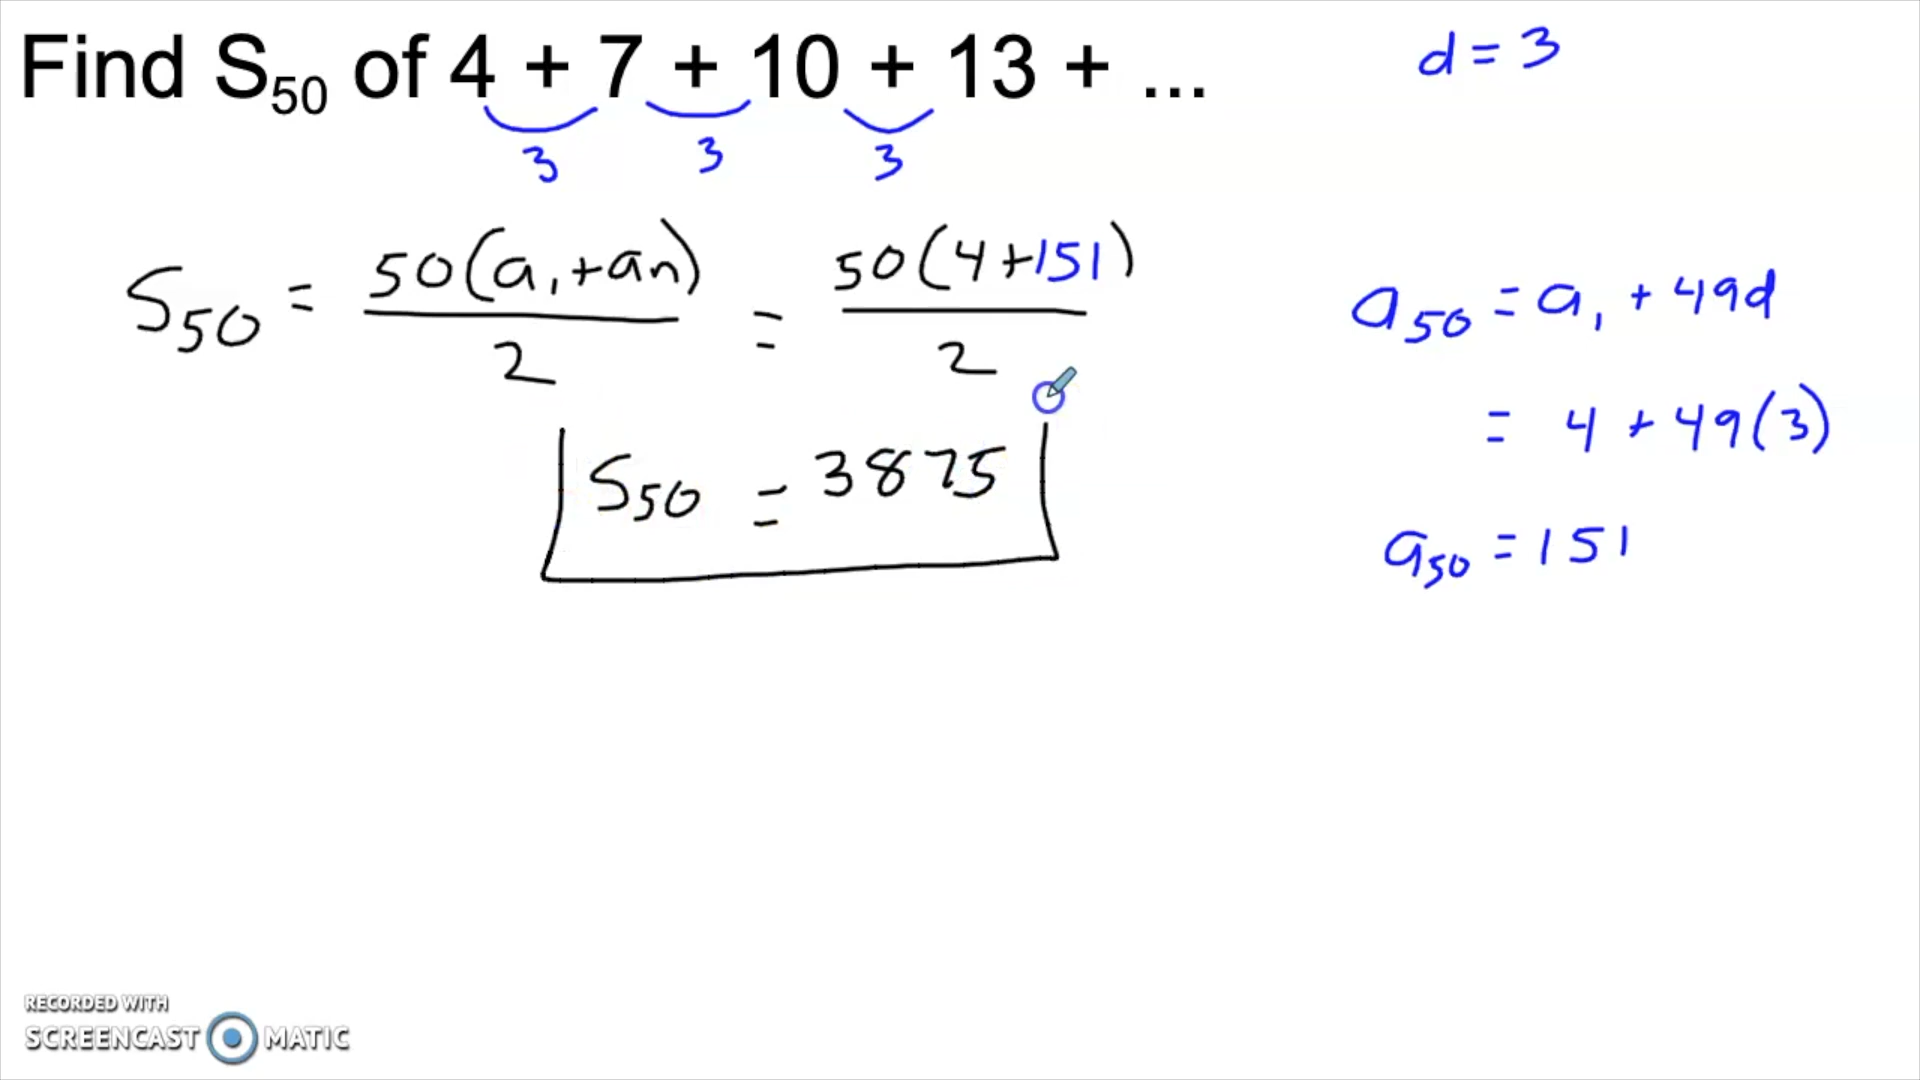 Find S₅₀ of 4 + 7 + 10 + 13 + ...
d = 3
3 3 3
S₅₀ = 50(a₁+an)/2 = 50(4+151)/2
S₅₀ = 3875
a₅₀ = a₁ + 49d
= 4 + 49(3)
a₅₀ = 151
RECORDED WITH
SCREENCAST MATIC